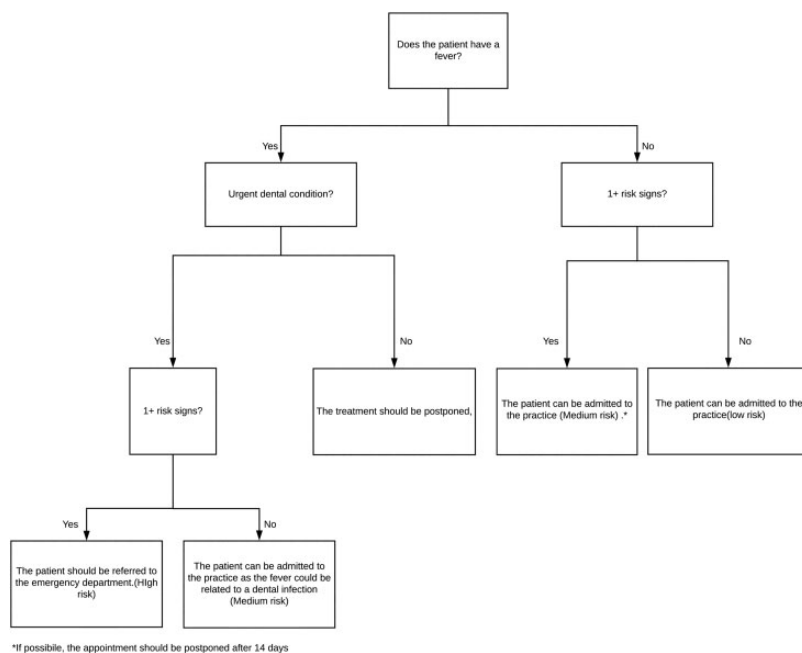 Does the patient have a
fever?
Yes
No
Urgent dental condition?
1+ risk signs?
Yes
No
Yes
No
1+ risk signs?
The treatment should be postponed,
The patient can be admitted to
the practice (Medium risk) .*
The patient can be admitted to the
practice(low risk)
Yes
No
The patient should be referred to
the emergency department.(HIgh
risk)
The patient can be admitted to
the practice as the fever could be
related to a dental infection
(Medium risk)
*If possibile, the appointment should be postponed after 14 days